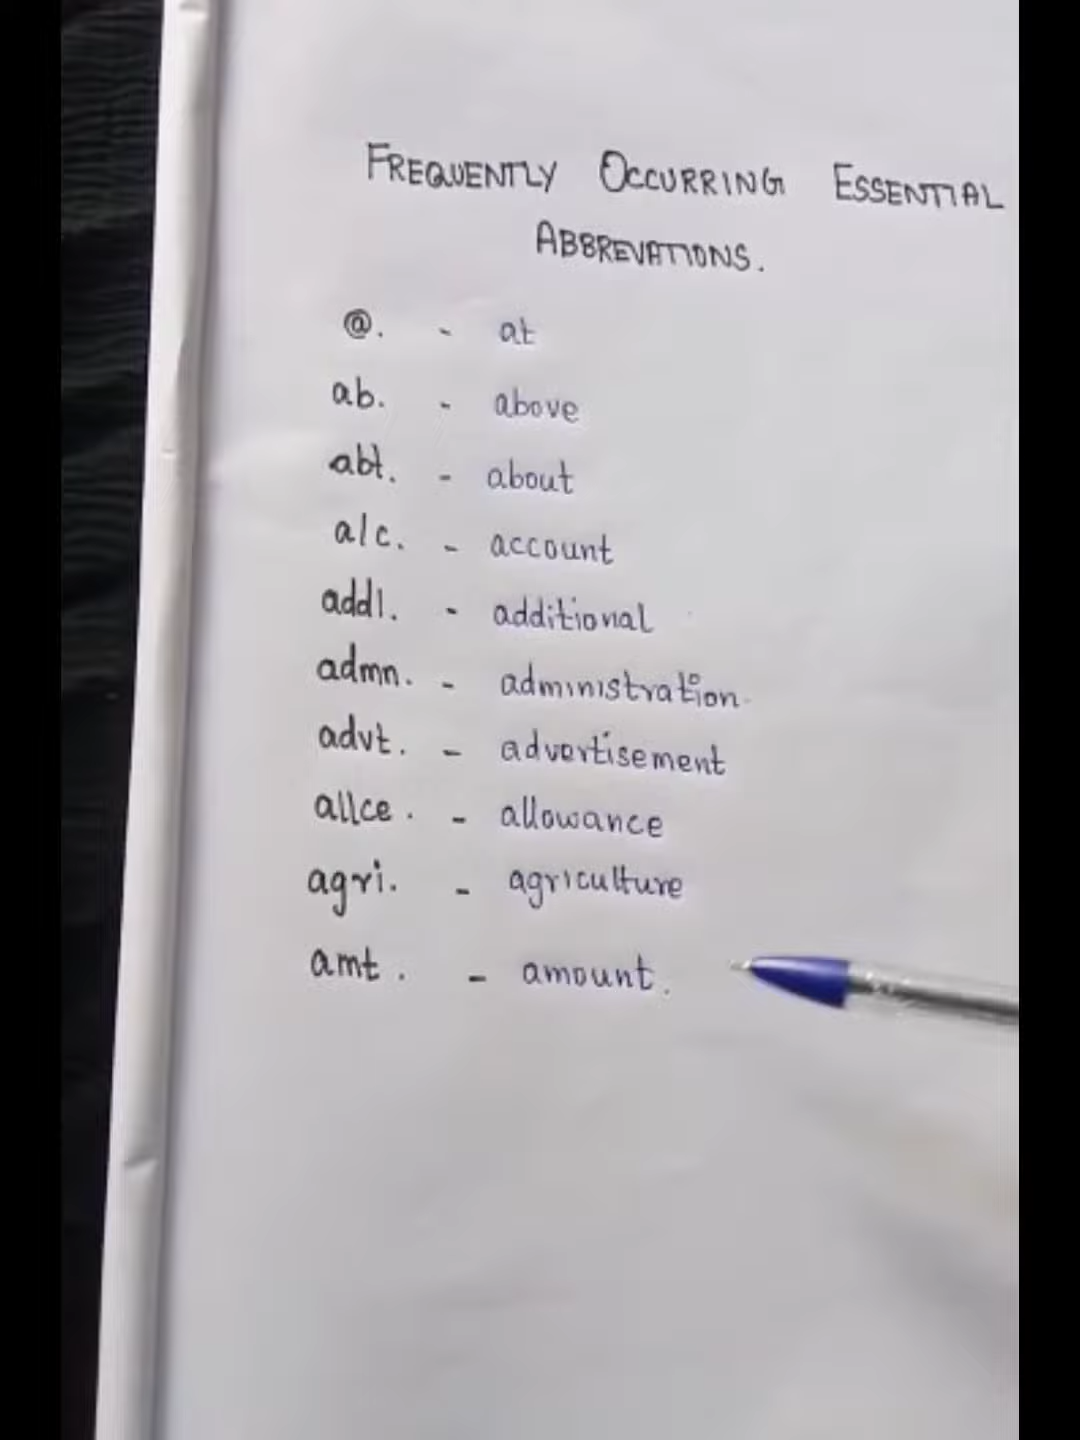 FREQUENTLY OCCURRING ESSENTIAL
ABBREVATIONS.
@. - at
ab. - above
abt. - about
a/c. - account
addl. - additional
admn. - administration.
advt. - advertisement
allce. - allowance
agri. - agriculture
amt. - amount.